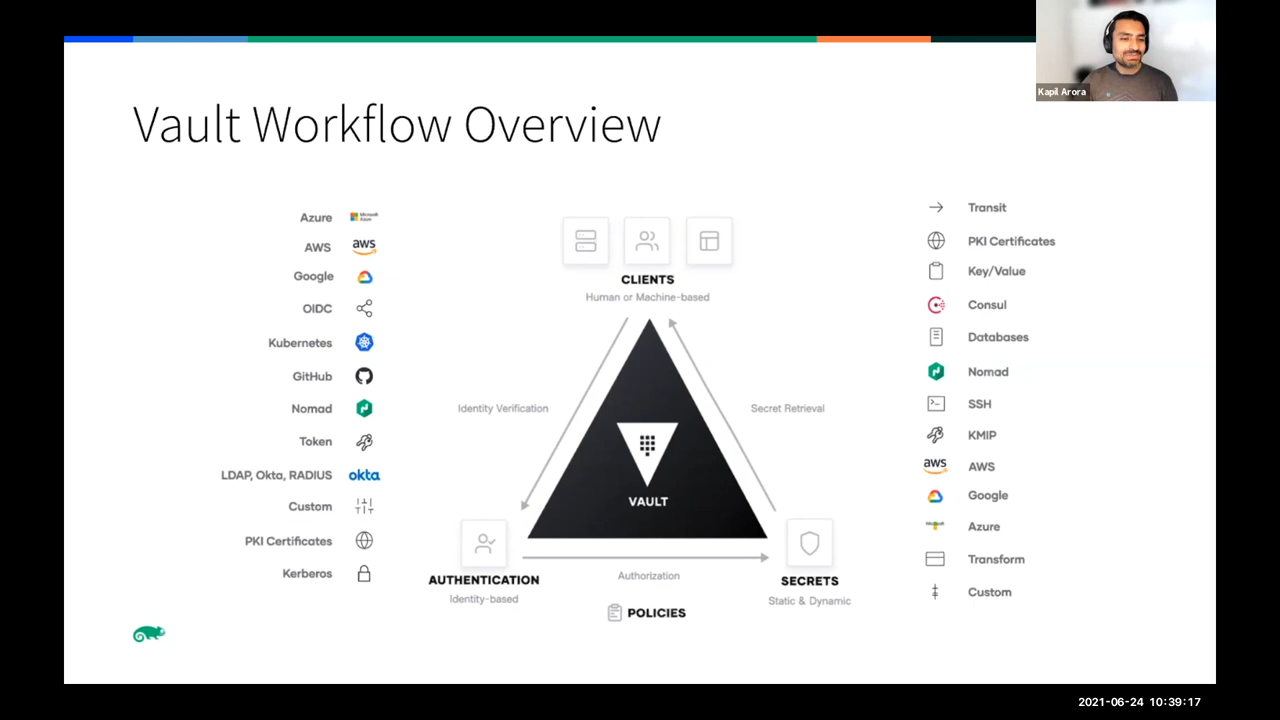 Kapil Arora
Vault Workflow Overview
Azure
Microsoft
Azure
AWS
aws
Google
OIDC
Kubernetes
GitHub
Nomad
Token
LDAP, Okta, RADIUS
okta
Custom
PKI Certificates
Kerberos
CLIENTS
Human or Machine-based
Identity Verification
Secret Retrieval
VAULT
AUTHENTICATION
Identity-based
Authorization
POLICIES
SECRETS
Static & Dynamic
Transit
PKI Certificates
Key/Value
Consul
Databases
Nomad
SSH
KMIP
aws
AWS
Google
Azure
Transform
Custom
2021-06-24 10:39:17